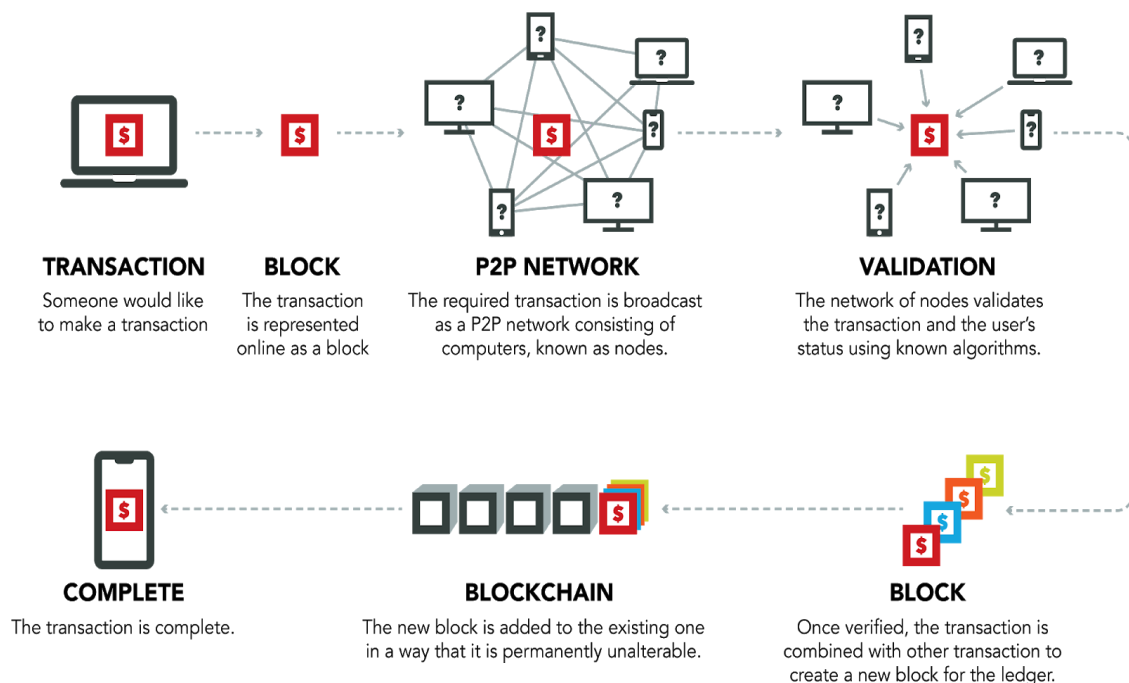 $
$
?
?
?
$
?
?
?
?
?
?
$
?
?
?
TRANSACTION
Someone would like
to make a transaction
BLOCK
The transaction
is represented
online as a block
P2P NETWORK
The required transaction is broadcast
as a P2P network consisting of
computers, known as nodes.
VALIDATION
The network of nodes validates
the transaction and the user’s
status using known algorithms.
$
COMPLETE
The transaction is complete.
$
BLOCKCHAIN
The new block is added to the existing one
in a way that it is permanently unalterable.
$
$
$
$
BLOCK
Once verified, the transaction is
combined with other transaction to
create a new block for the ledger.